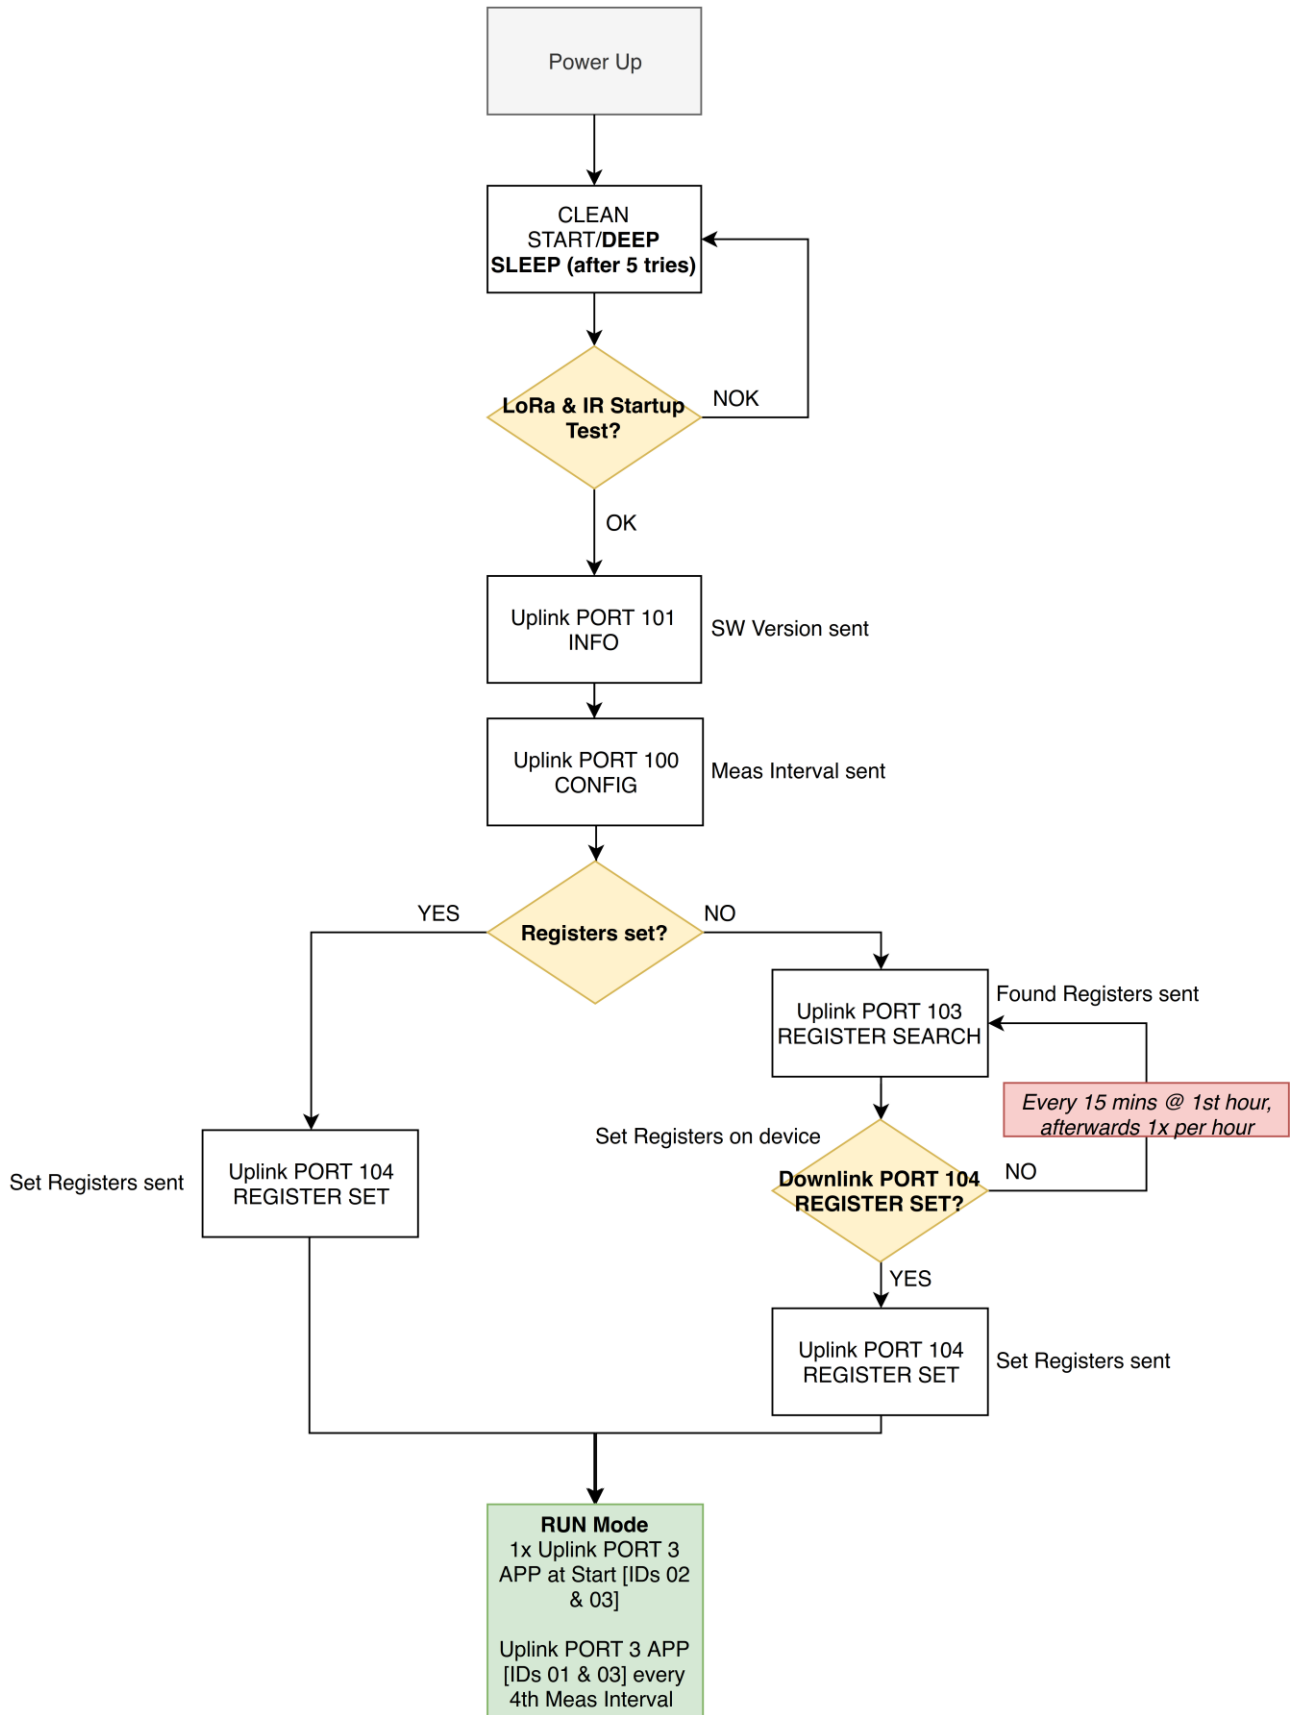 Power Up
CLEAN
START/DEEP
SLEEP (after 5 tries)
LoRa & IR Startup
Test?
NOK
OK
Uplink PORT 101
INFO
SW Version sent
Uplink PORT 100
CONFIG
Meas Interval sent
YES
NO
Registers set?
Found Registers sent
Uplink PORT 103
REGISTER SEARCH
Every 15 mins @ 1st hour,
afterwards 1x per hour
Set Registers on device
Set Registers sent
Uplink PORT 104
REGISTER SET
Downlink PORT 104
REGISTER SET?
NO
YES
Uplink PORT 104
REGISTER SET
Set Registers sent
RUN Mode
1x Uplink PORT 3
APP at Start [IDs 02
& 03]
Uplink PORT 3 APP
[IDs 01 & 03] every
4th Meas Interval